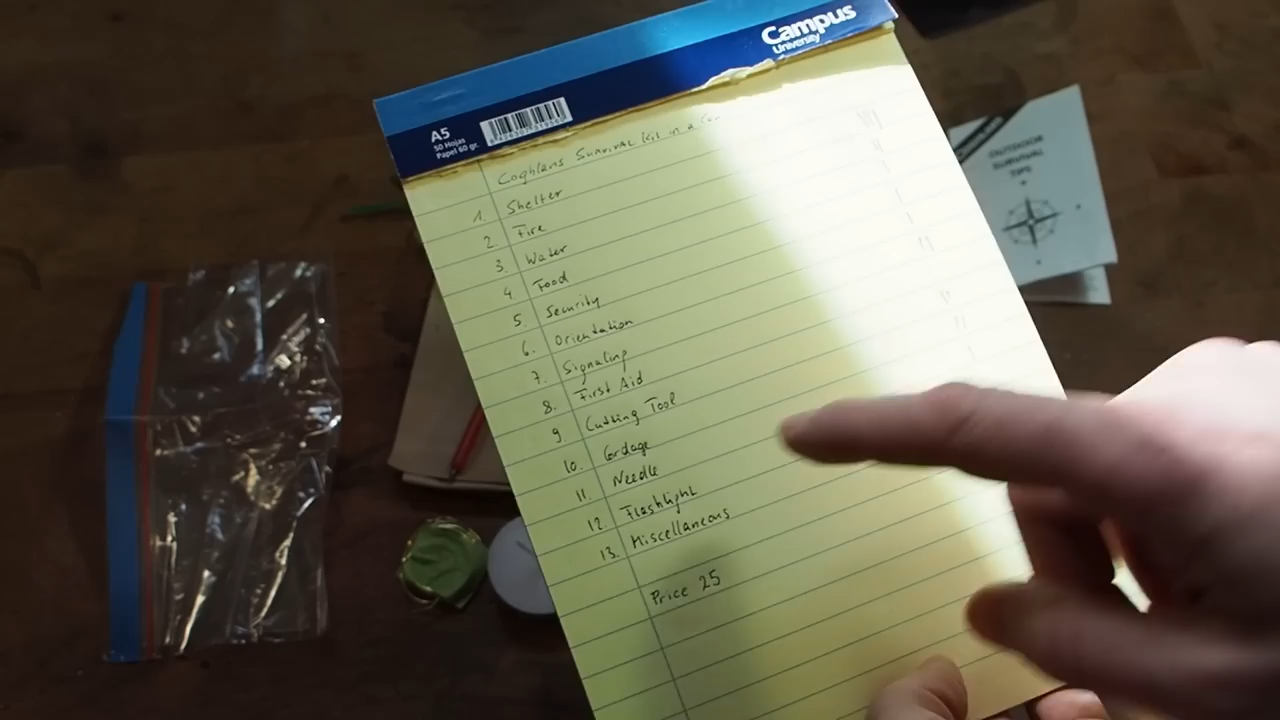 Campus
University
A5
50 Hojas
Papel 60 gr.
Coghlans Survival Kit in a Can
1. Shelter
2. Fire
3. Water
4. Food
5. Security
6. Orientation
7. Signaling
8. First Aid
9. Cutting Tool
10. Cordage
11. Needle
12. Flashlight
13. Miscellaneous
Price 25
OUTDOOR
SURVIVAL
TIPS